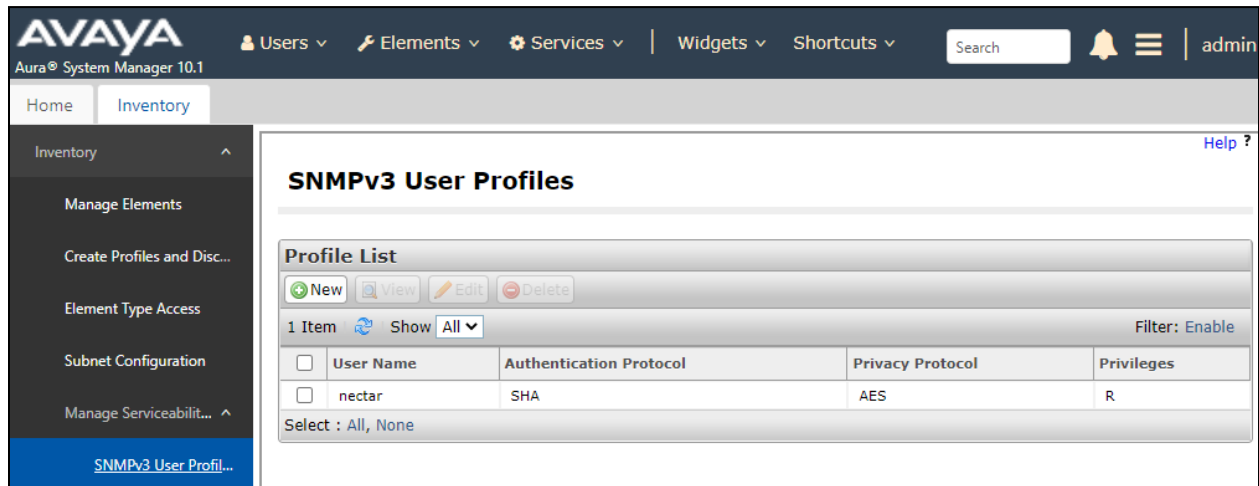 AVAYA
Aura® System Manager 10.1
Users Elements Services | Widgets Shortcuts Search | admin
Home Inventory
Inventory
Manage Elements
Create Profiles and Disc...
Element Type Access
Subnet Configuration
Manage Serviceabilit...
SNMPv3 User Profil...
Help ?
SNMPv3 User Profiles
Profile List
New View Edit Delete
1 Item Show All Filter: Enable
User Name Authentication Protocol Privacy Protocol Privileges
nectar SHA AES R
Select : All, None